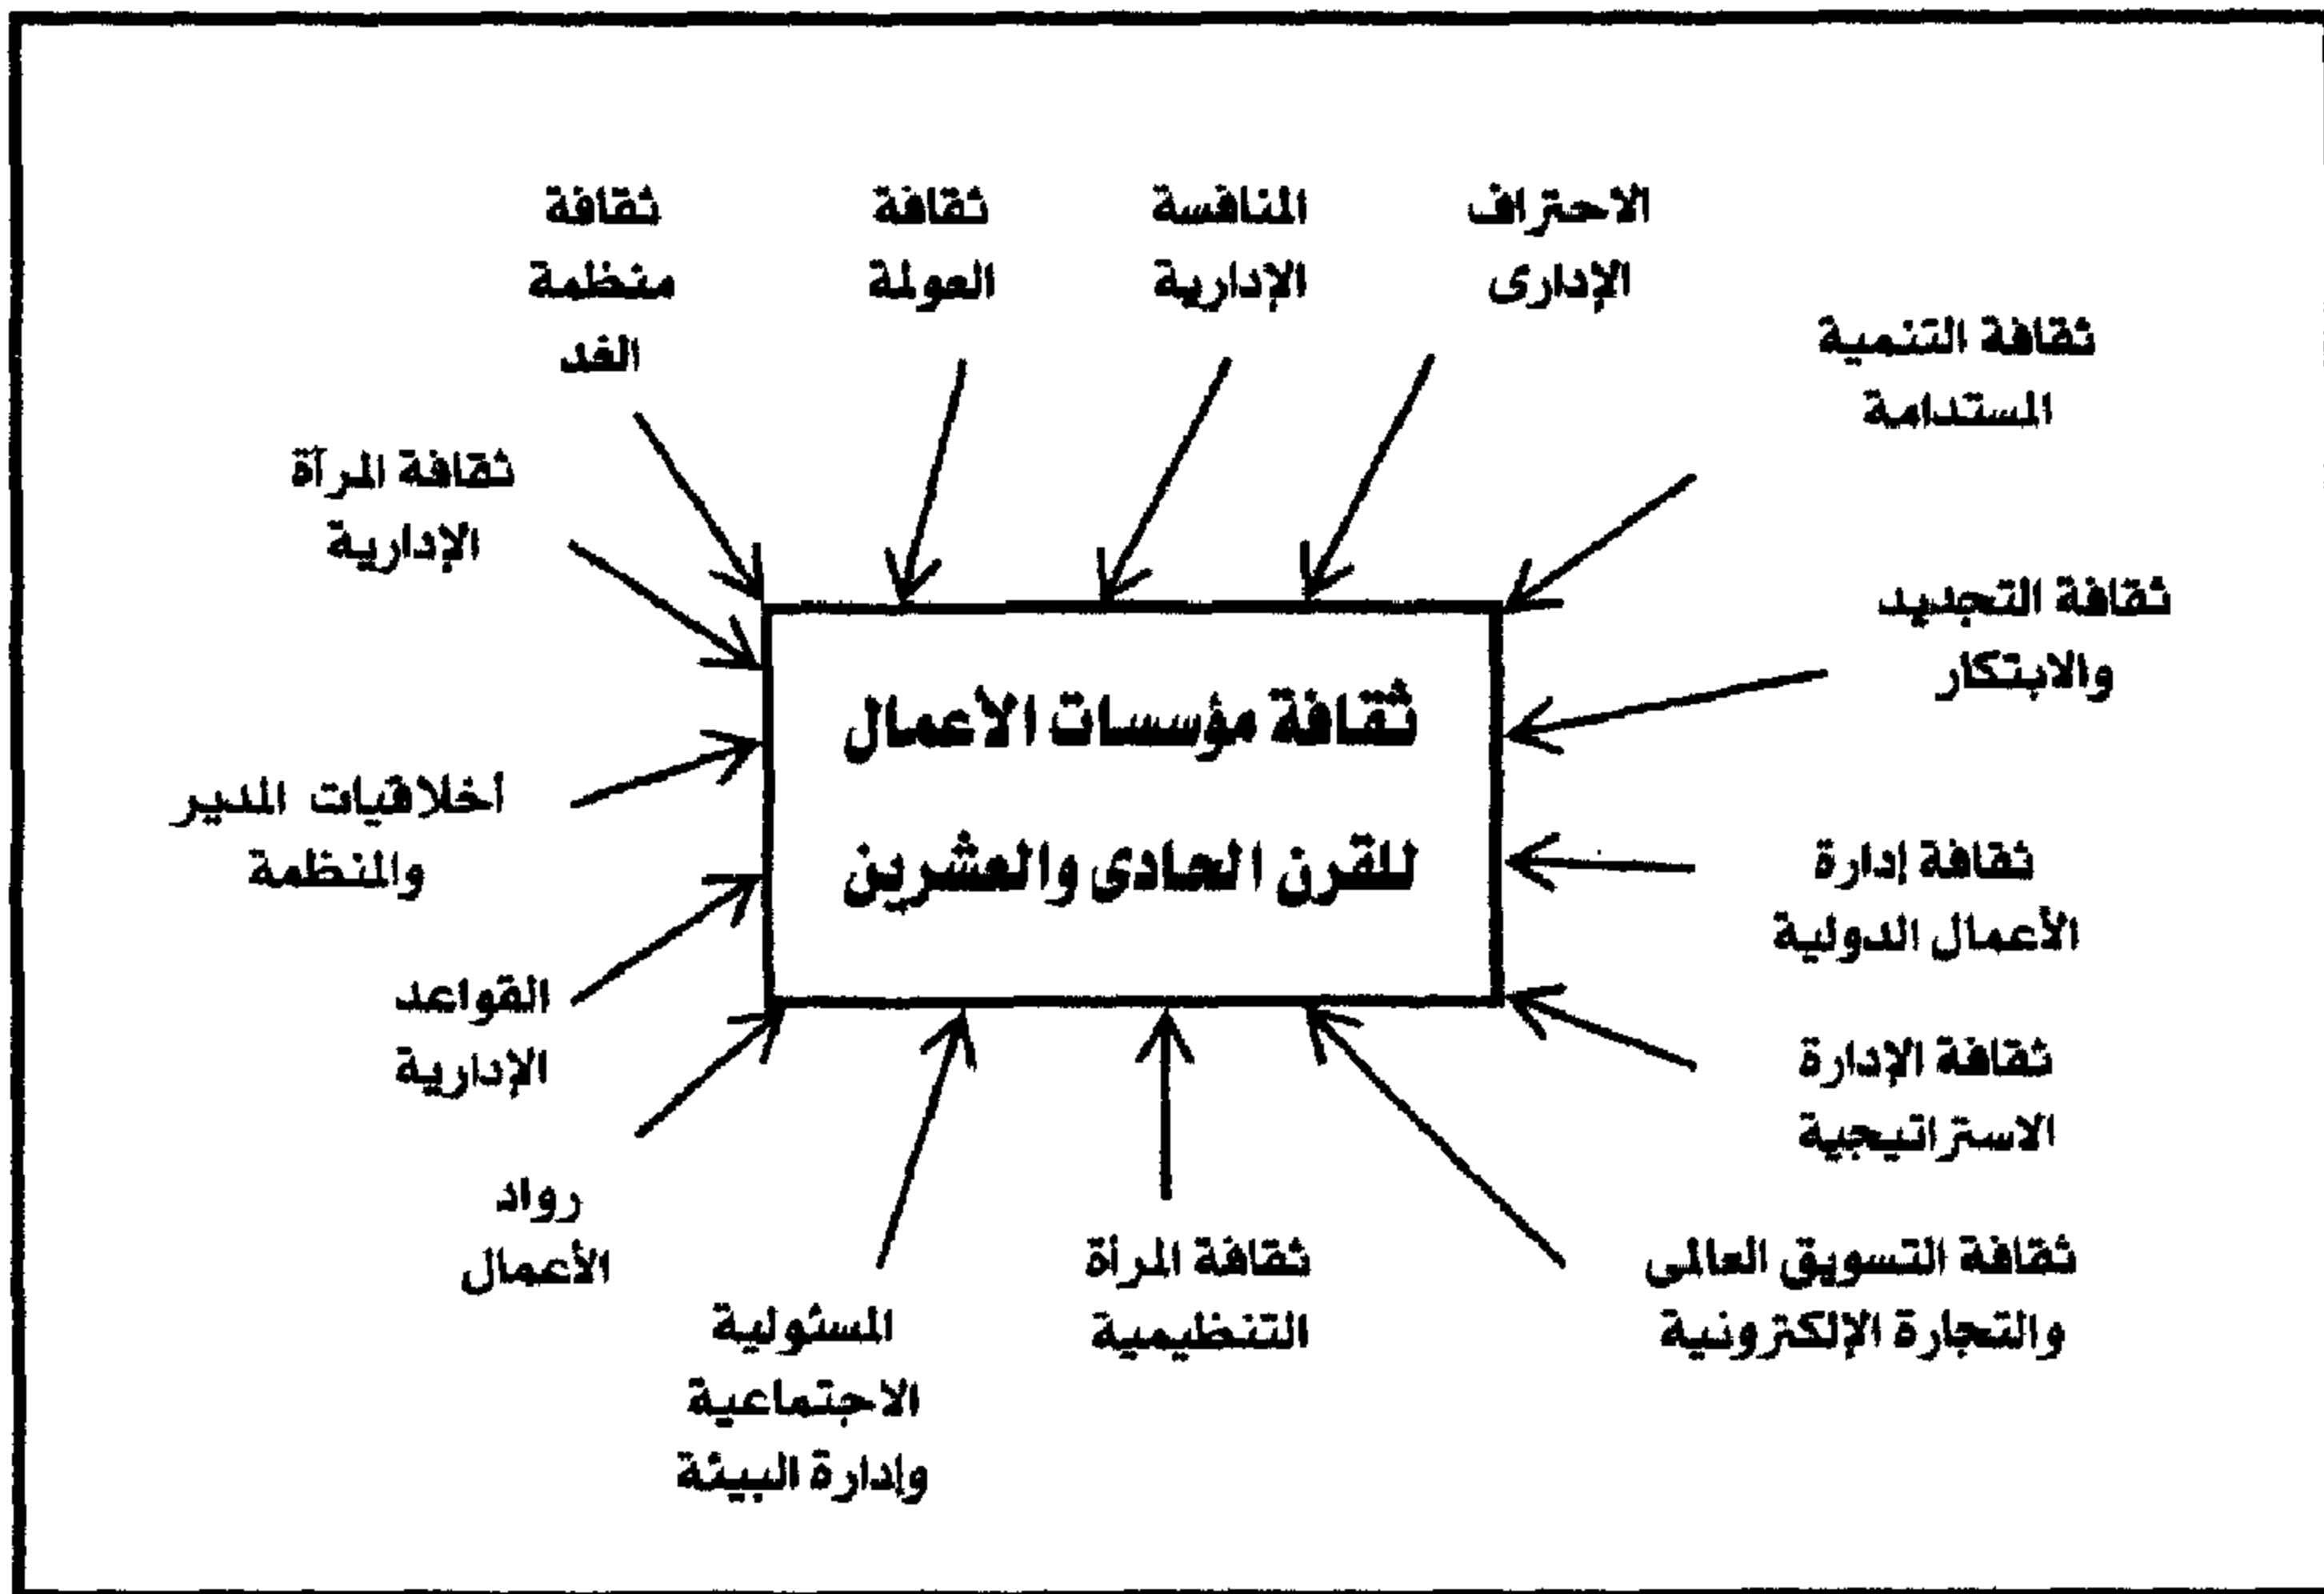 الاحتراف
الإدارى
المنافسة
الإدارية
ثقافة
العولمة
ثقافة
منظمة
الغد
ثقافة التنمية
المستدامة
ثقافة المرآة
الإدارية
ثقافة التجديد
والابتكار
ثقافة مؤسسات الأعمال
للقرن الحادى والعشرين
أخلاقيات المدير
والمنظمة
ثقافة إدارة
الأعمال الدولية
القواعد
الإدارية
ثقافة الإدارة
الاستراتيجية
رواد
الأعمال
ثقافة التسويق العالمى
والتجارة الإلكترونية
ثقافة المرأة
التنظيمية
المسئولية
الاجتماعية
وإدارة البيئة